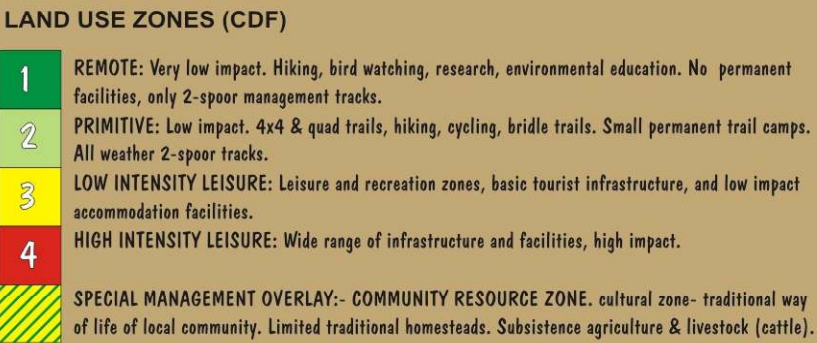 LAND USE ZONES (CDF)
1
REMOTE: Very low impact. Hiking, bird watching, research, environmental education. No permanent
facilities, only 2-spoor management tracks.
2
PRIMITIVE: Low impact. 4x4 & quad trails, hiking, cycling, bridle trails. Small permanent trail camps.
All weather 2-spoor tracks.
3
LOW INTENSITY LEISURE: Leisure and recreation zones, basic tourist infrastructure, and low impact
accommodation facilities.
4
HIGH INTENSITY LEISURE: Wide range of infrastructure and facilities, high impact.
SPECIAL MANAGEMENT OVERLAY:- COMMUNITY RESOURCE ZONE. cultural zone- traditional way
of life of local community. Limited traditional homesteads. Subsistence agriculture & livestock (cattle).